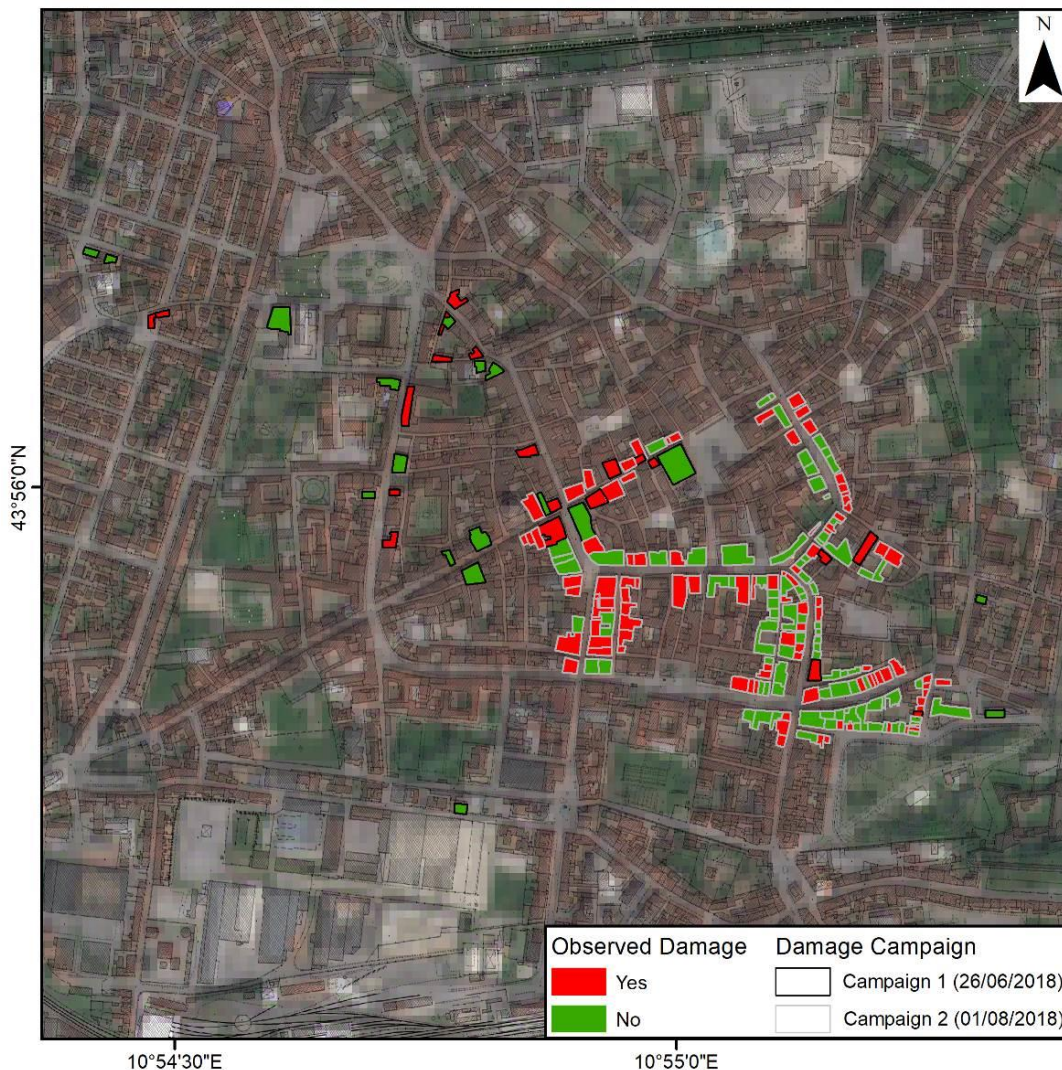 N
43°56'0"N
Observed Damage
Yes
No
Damage Campaign
Campaign 1 (26/06/2018)
Campaign 2 (01/08/2018)
10°54'30"E
10°55'0"E